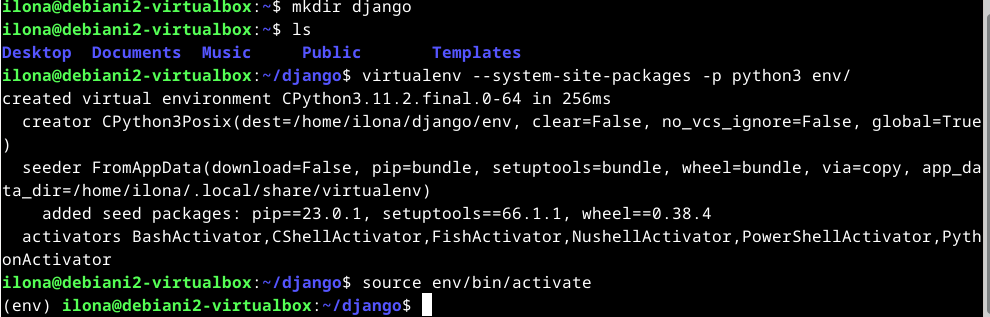 ilona@debiani2-virtualbox:~$ mkdir django
ilona@debiani2-virtualbox:~$ ls
Desktop  Documents  Music     Public       Templates
ilona@debiani2-virtualbox:~/django$ virtualenv --system-site-packages -p python3 env/
created virtual environment CPython3.11.2.final.0-64 in 256ms
  creator CPython3Posix(dest=/home/ilona/django/env, clear=False, no_vcs_ignore=False, global=True
)
  seeder FromAppData(download=False, pip=bundle, setuptools=bundle, wheel=bundle, via=copy, app_da
ta_dir=/home/ilona/.local/share/virtualenv)
    added seed packages: pip==23.0.1, setuptools==66.1.1, wheel==0.38.4
  activators BashActivator,CShellActivator,FishActivator,NushellActivator,PowerShellActivator,Pyth
onActivator
ilona@debiani2-virtualbox:~/django$ source env/bin/activate
(env) ilona@debiani2-virtualbox:~/django$